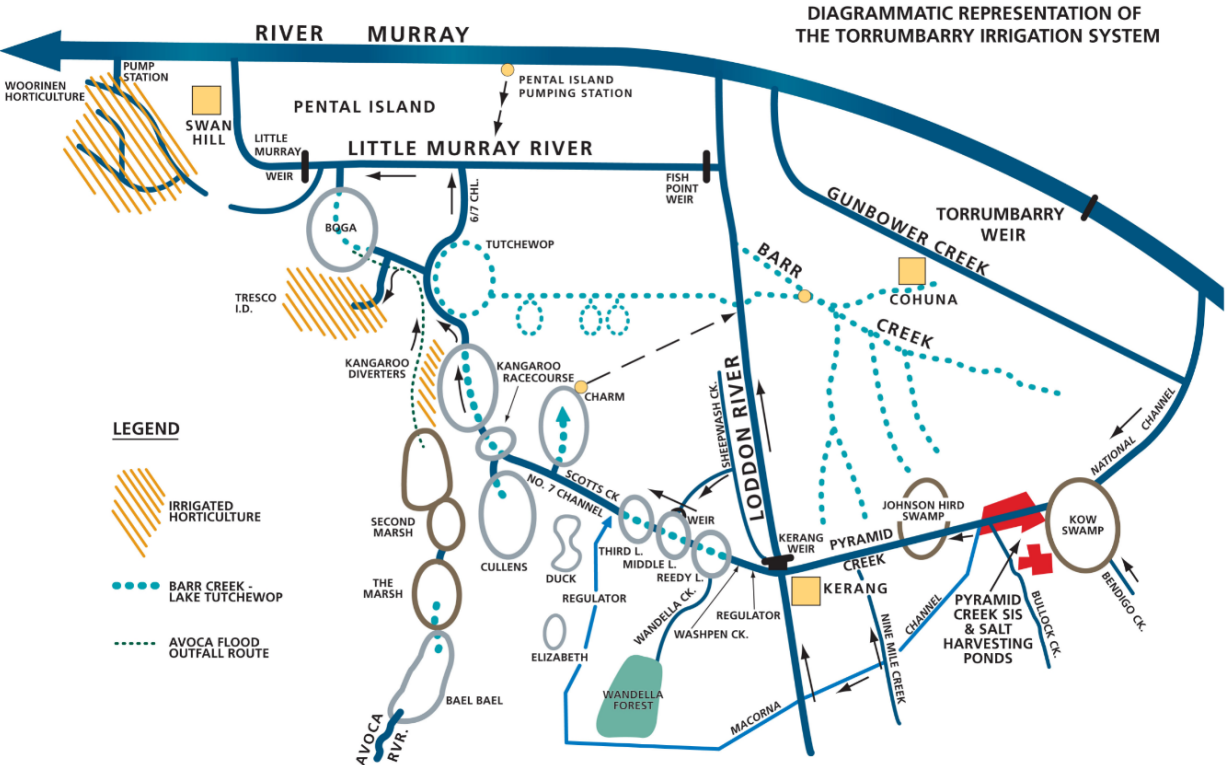 DIAGRAMMATIC REPRESENTATION OF
THE TORRUMBARRY IRRIGATION SYSTEM
RIVER MURRAY
PUMP
STATION
WOORINEN
HORTICULTURE
SWAN
HILL
PENTAL ISLAND
PENTAL ISLAND
PUMPING STATION
LITTLE
MURRAY
WEIR
LITTLE MURRAY RIVER
FISH
POINT
WEIR
6/7 CHL.
GUNBOWER CREEK
TORRUMBARRY
WEIR
BOGA
TUTCHEWOP
BARR
CREEK
COHUNA
TRESCO
I.D.
KANGAROO
DIVERTERS
KANGAROO
RACECOURSE
CHARM
SHEEPWASH CK.
LODDON RIVER
NATIONAL CHANNEL
LEGEND
IRRIGATED
HORTICULTURE
BARR CREEK -
LAKE TUTCHEWOP
AVOCA FLOOD
OUTFALL ROUTE
SECOND
MARSH
THE
MARSH
BAEL BAEL
AVOCA
RVR.
CULLENS
DUCK
ELIZABETH
SCOTTS CK
NO. 7 CHANNEL
THIRD L.
MIDDLE L.
REEDY L.
WEIR
REGULATOR
WANDELLA CK.
WASHPEN CK.
REGULATOR
WANDELLA
FOREST
KERANG
WEIR
KERANG
PYRAMID
CREEK
JOHNSON HIRD
SWAMP
KOW
SWAMP
BENDIGO CK.
BULLOCK CK.
PYRAMID
CREEK SIS
& SALT
HARVESTING
PONDS
NINE MILE CREEK
MACORNA
CHANNEL